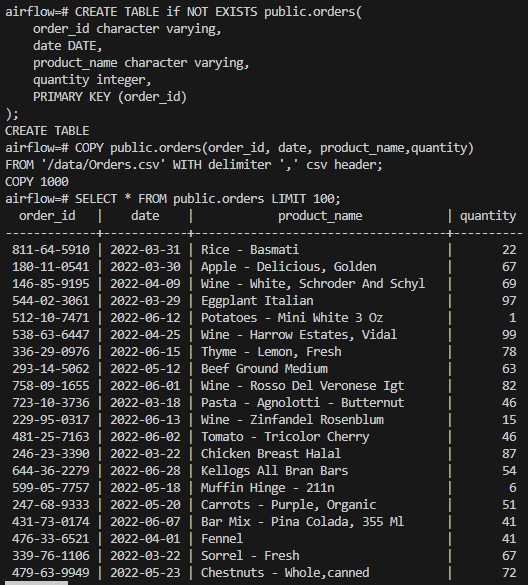 airflow=# CREATE TABLE if NOT EXISTS public.orders(
    order_id character varying,
    date DATE,
    product_name character varying,
    quantity integer,
    PRIMARY KEY (order_id)
);
CREATE TABLE
airflow=# COPY public.orders(order_id, date, product_name,quantity)
FROM '/data/Orders.csv' WITH delimiter ',' csv header;
COPY 1000
airflow=# SELECT * FROM public.orders LIMIT 100;
  order_id   |    date    |           product_name           | quantity
-------------+------------+----------------------------------+----------
 811-64-5910 | 2022-03-31 | Rice - Basmati                   |       22
 180-11-0541 | 2022-03-30 | Apple - Delicious, Golden        |       67
 146-85-9195 | 2022-04-09 | Wine - White, Schroder And Schyl |       69
 544-02-3061 | 2022-03-29 | Eggplant Italian                 |       97
 512-10-7471 | 2022-06-12 | Potatoes - Mini White 3 Oz       |        1
 538-63-6447 | 2022-04-25 | Wine - Harrow Estates, Vidal     |       99
 336-29-0976 | 2022-06-15 | Thyme - Lemon, Fresh             |       78
 293-14-5062 | 2022-05-12 | Beef Ground Medium               |       63
 758-09-1655 | 2022-06-01 | Wine - Rosso Del Veronese Igt    |       82
 723-10-3736 | 2022-03-18 | Pasta - Agnolotti - Butternut    |       46
 229-95-0317 | 2022-06-13 | Wine - Zinfandel Rosenblum       |       15
 481-25-7163 | 2022-06-02 | Tomato - Tricolor Cherry         |       46
 246-23-3390 | 2022-03-22 | Chicken Breast Halal             |       87
 644-36-2279 | 2022-06-28 | Kellogs All Bran Bars            |       54
 599-05-7757 | 2022-05-18 | Muffin Hinge - 211n              |        6
 247-68-9333 | 2022-05-20 | Carrots - Purple, Organic        |       51
 431-73-0174 | 2022-06-07 | Bar Mix - Pina Colada, 355 Ml    |       41
 476-33-6521 | 2022-04-01 | Fennel                           |       41
 339-76-1106 | 2022-03-22 | Sorrel - Fresh                   |       67
 479-63-9949 | 2022-05-23 | Chestnuts - Whole,canned         |       72